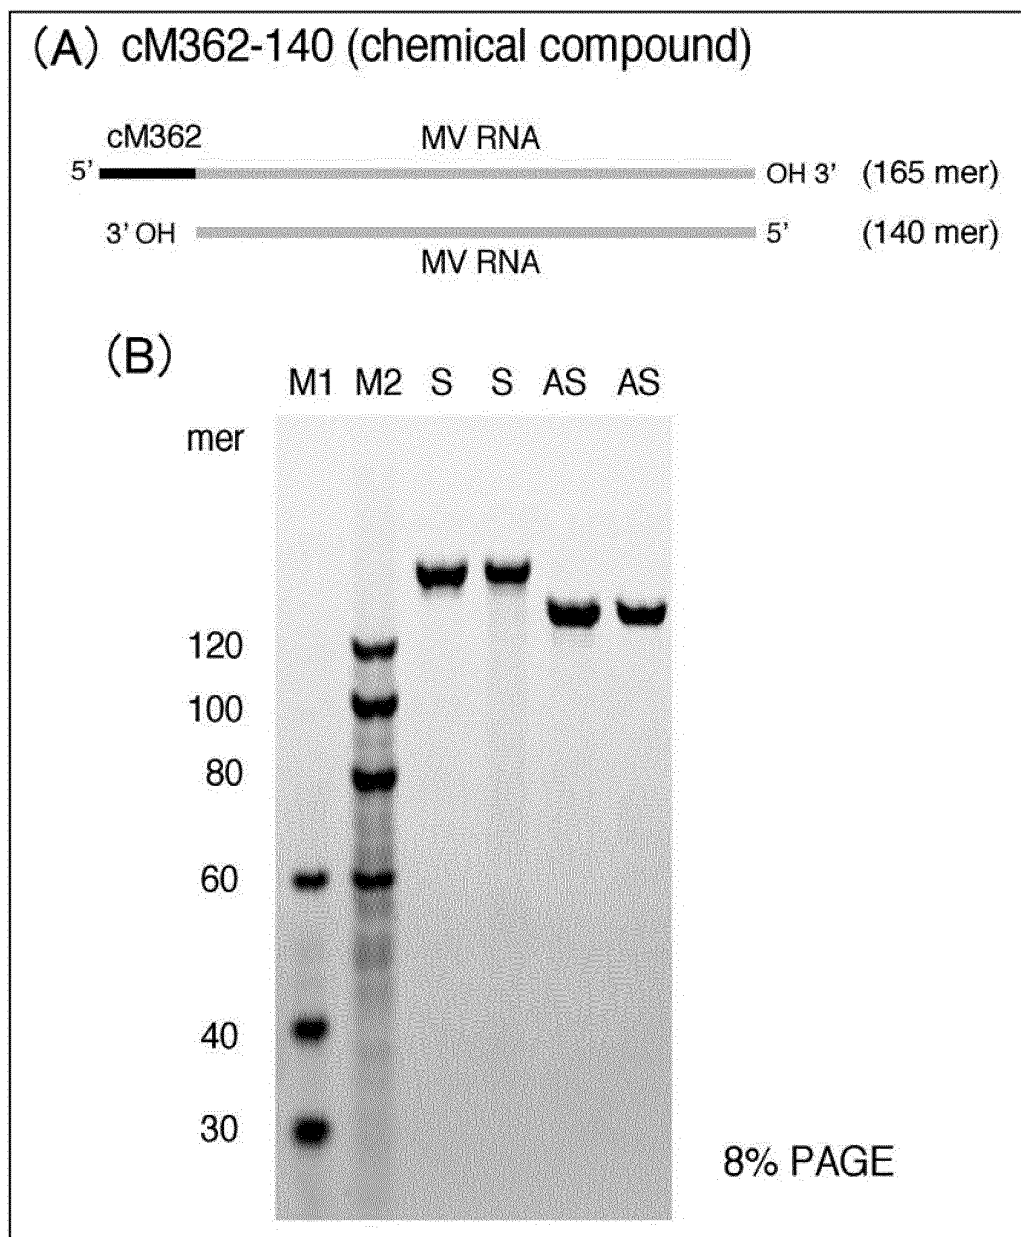 (A) cM362-140 (chemical compound)
cM362 MV RNA
5’ OH 3’ (165 mer)
3’ OH 5’ (140 mer)
MV RNA
(B)
M1 M2 S S AS AS
mer
120
100
80
60
40
30
8% PAGE